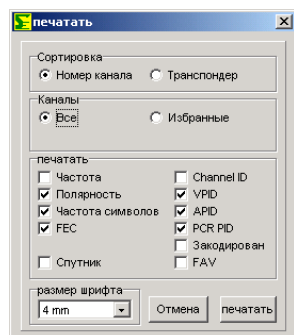 печатать
Сортировка
Номер канала Транспондер
Каналы
Все Избранные
печатать
Частота Channel ID
Полярность VPID
Частота символов APID
FEC PCR PID
Закодирован
Спутник FAV
размер шрифта
4 mm Отмена печатать